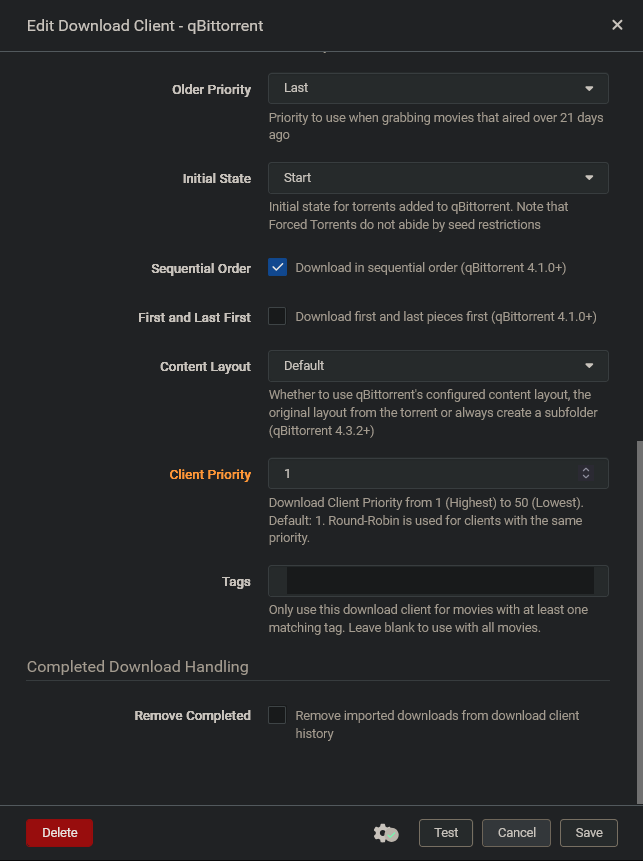 Edit Download Client - qBittorrent
Older Priority
Last
Priority to use when grabbing movies that aired over 21 days
ago
Initial State
Start
Initial state for torrents added to qBittorrent. Note that
Forced Torrents do not abide by seed restrictions
Sequential Order
Download in sequential order (qBittorrent 4.1.0+)
First and Last First
Download first and last pieces first (qBittorrent 4.1.0+)
Content Layout
Default
Whether to use qBittorrent's configured content layout, the
original layout from the torrent or always create a subfolder
(qBittorrent 4.3.2+)
Client Priority
1
Download Client Priority from 1 (Highest) to 50 (Lowest).
Default: 1. Round-Robin is used for clients with the same
priority.
Tags
Only use this download client for movies with at least one
matching tag. Leave blank to use with all movies.
Completed Download Handling
Remove Completed
Remove imported downloads from download client
history
Delete
Test
Cancel
Save